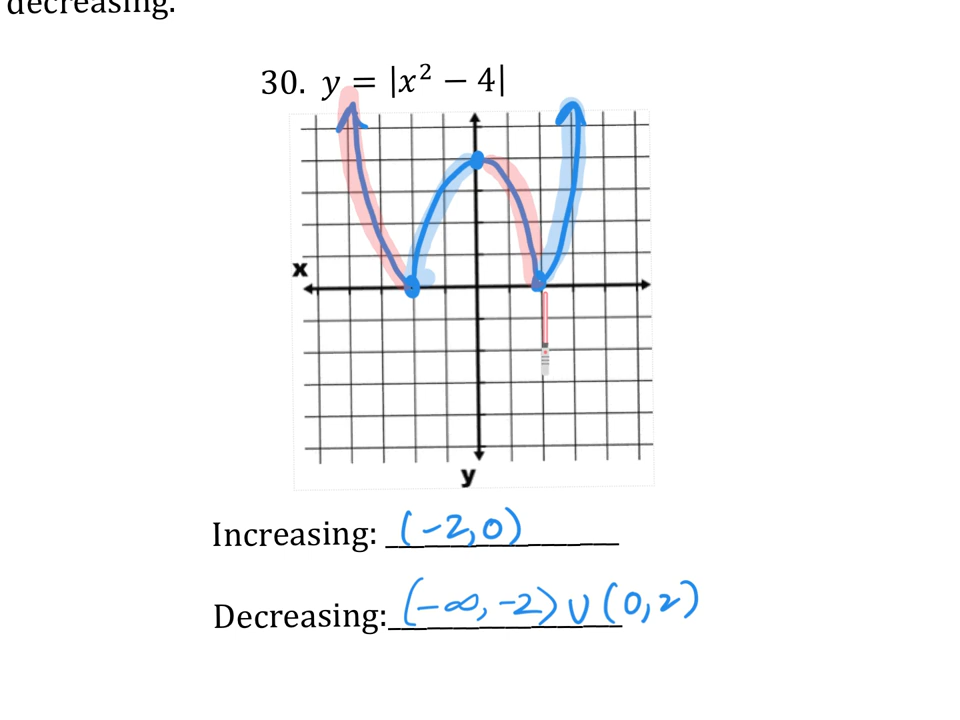 decreasing.
30. y = |x² − 4|
x
y
Increasing: (-2,0)
Decreasing: (-∞, -2) ∪ (0, 2)